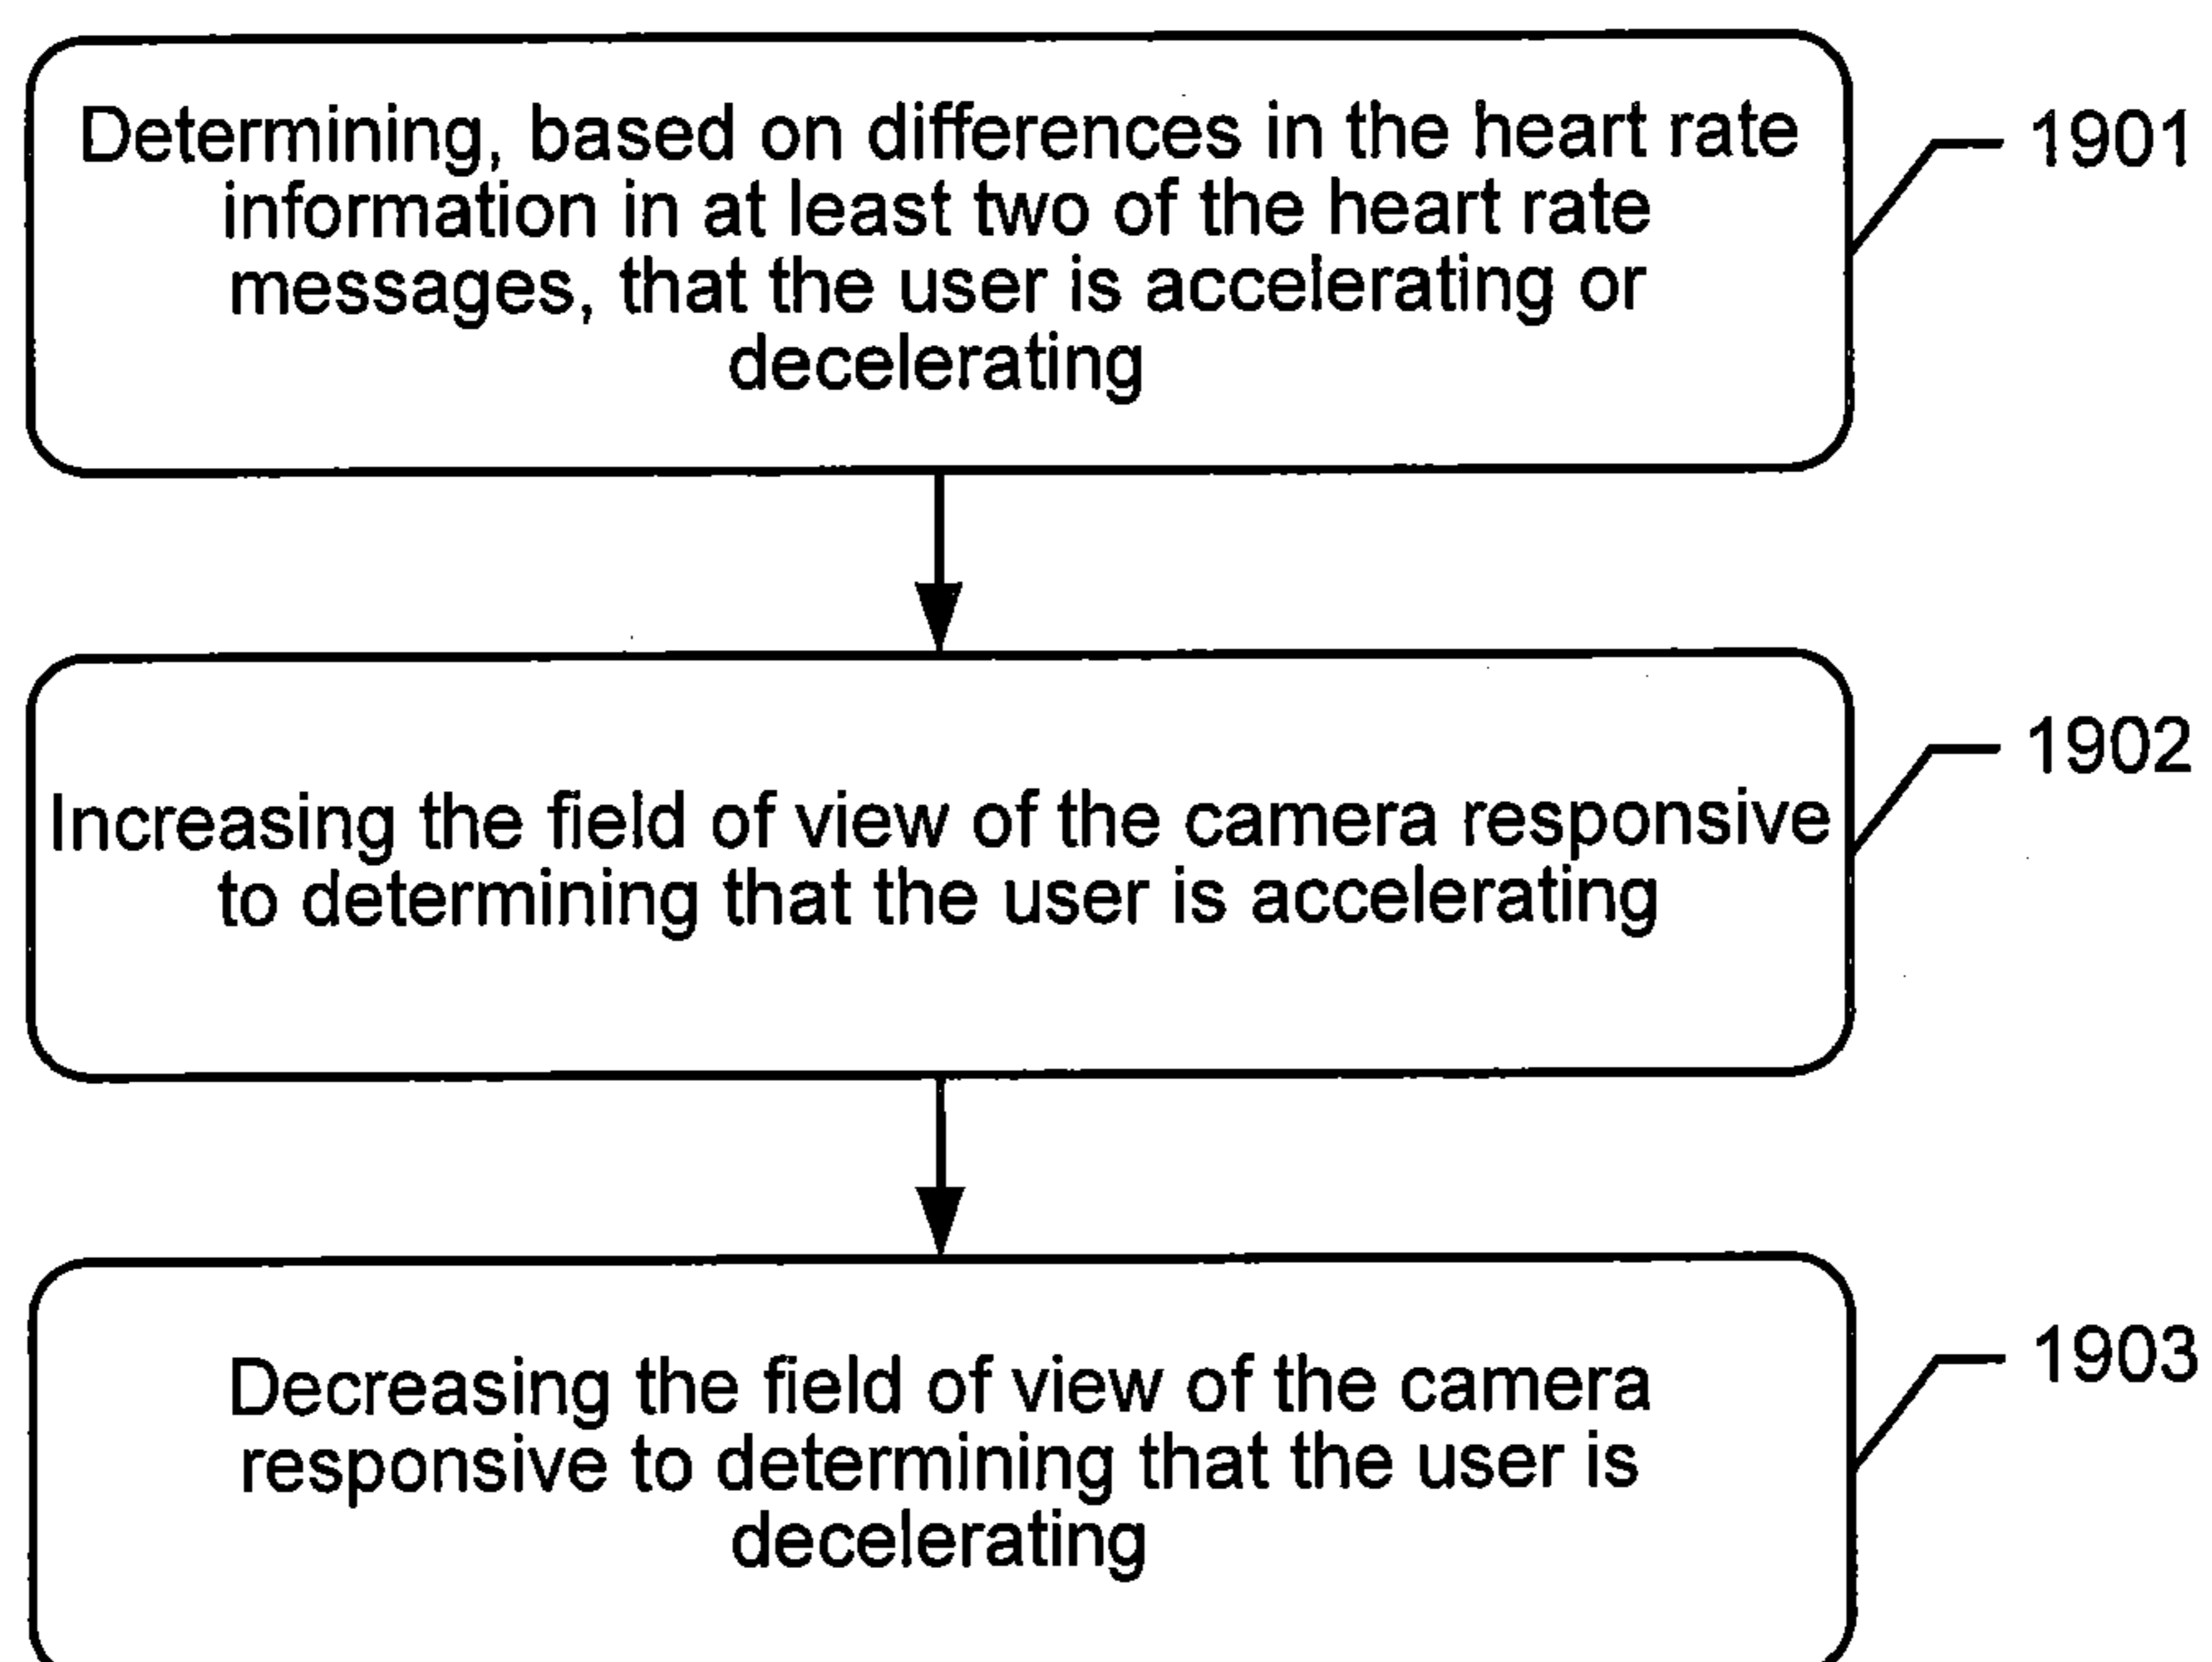 Determining, based on differences in the heart rate
information in at least two of the heart rate
messages, that the user is accelerating or
decelerating
1901
Increasing the field of view of the camera responsive
to determining that the user is accelerating
1902
Decreasing the field of view of the camera
responsive to determining that the user is
decelerating
1903